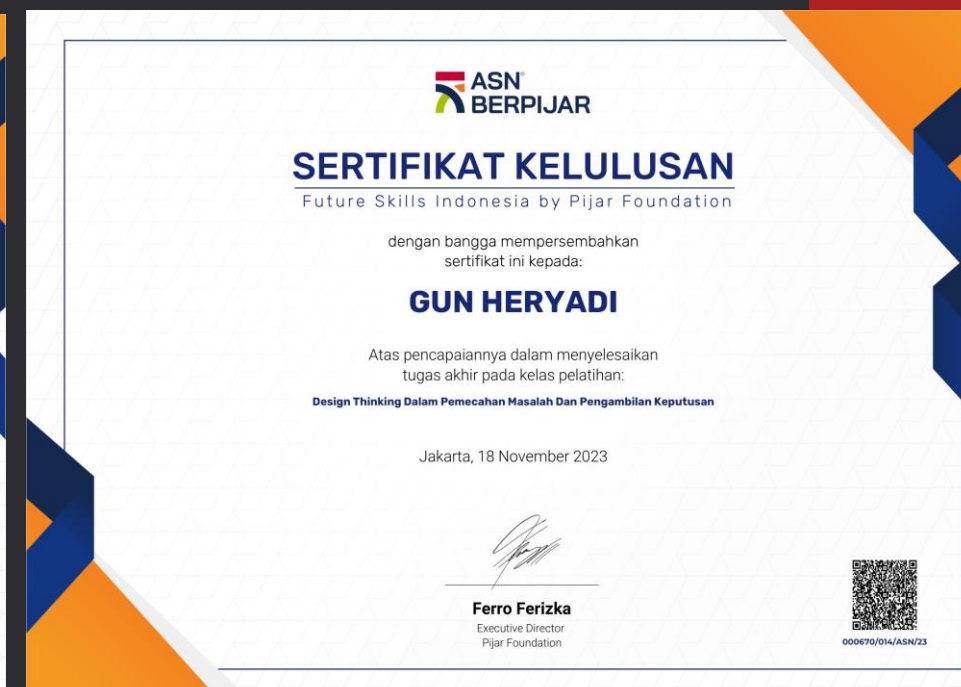 ASN
BERPIJAR
SERTIFIKAT KELULUSAN
Future Skills Indonesia by Pijar Foundation
dengan bangga mempersembahkan
sertifikat ini kepada:
GUN HERYADI
Atas pencapaiannya dalam menyelesaikan
tugas akhir pada kelas pelatihan:
Design Thinking Dalam Pemecahan Masalah Dan Pengambilan Keputusan
Jakarta, 18 November 2023
Ferro Ferizka
Executive Director
Pijar Foundation
000670/014/ASN/23